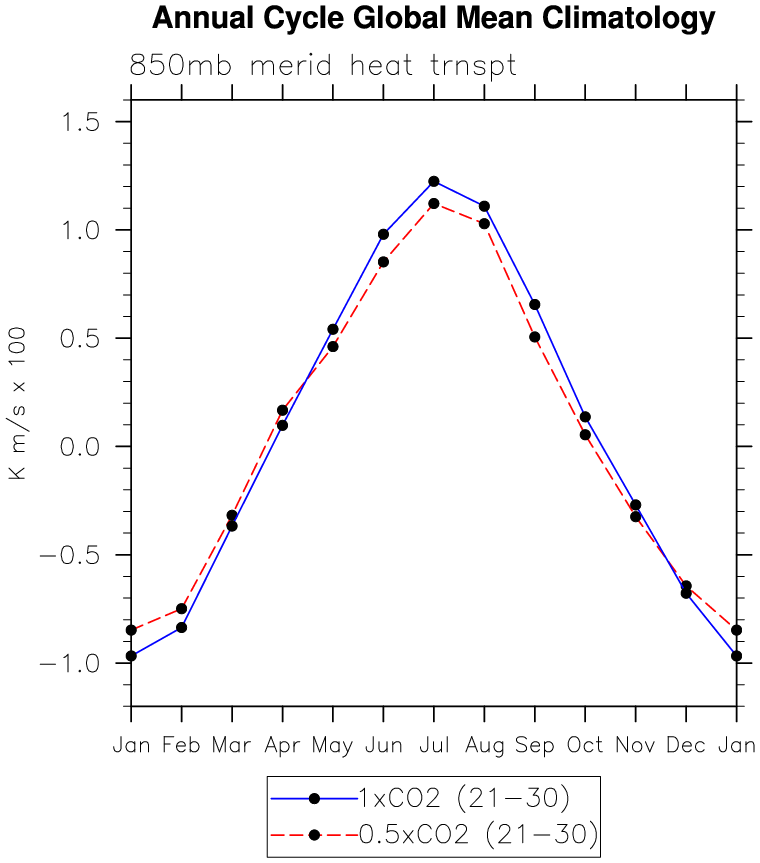 Annual Cycle Global Mean Climatology
850mb merid heat trnspt
K m/s x 100
1.5
1.0
0.5
0.0
−0.5
−1.0
Jan Feb Mar Apr May Jun Jul Aug Sep Oct Nov Dec Jan
1xCO2 (21−30)
0.5xCO2 (21−30)